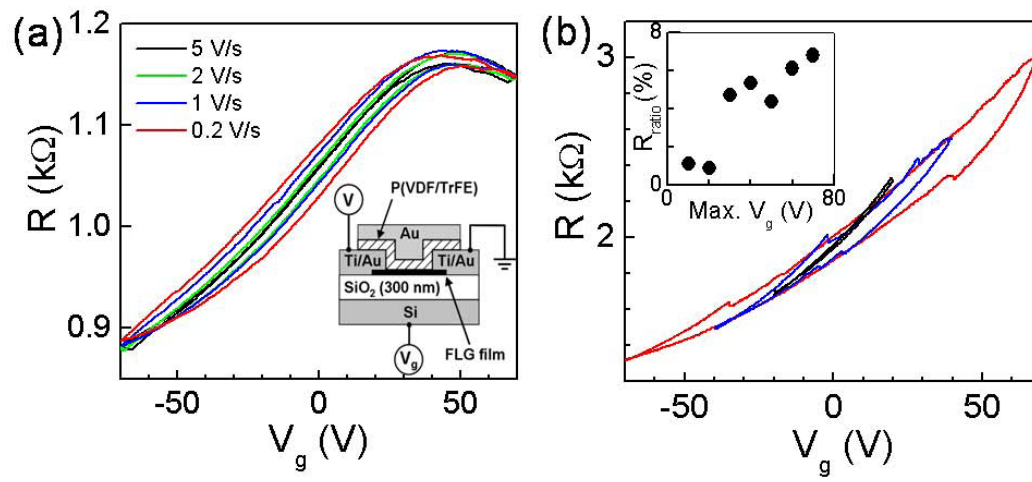 (a)
R (kΩ)
1.2
1.1
1.0
0.9
5 V/s
2 V/s
1 V/s
0.2 V/s
P(VDF/TrFE)
V
Au
Ti/Au
Ti/Au
SiO₂ (300 nm)
Si
Vg
FLG film
-50
0
50
Vg (V)
(b)
R (kΩ)
3
2
8
0
Rratio (%)
0
80
Max. Vg (V)
-50
0
50
Vg (V)